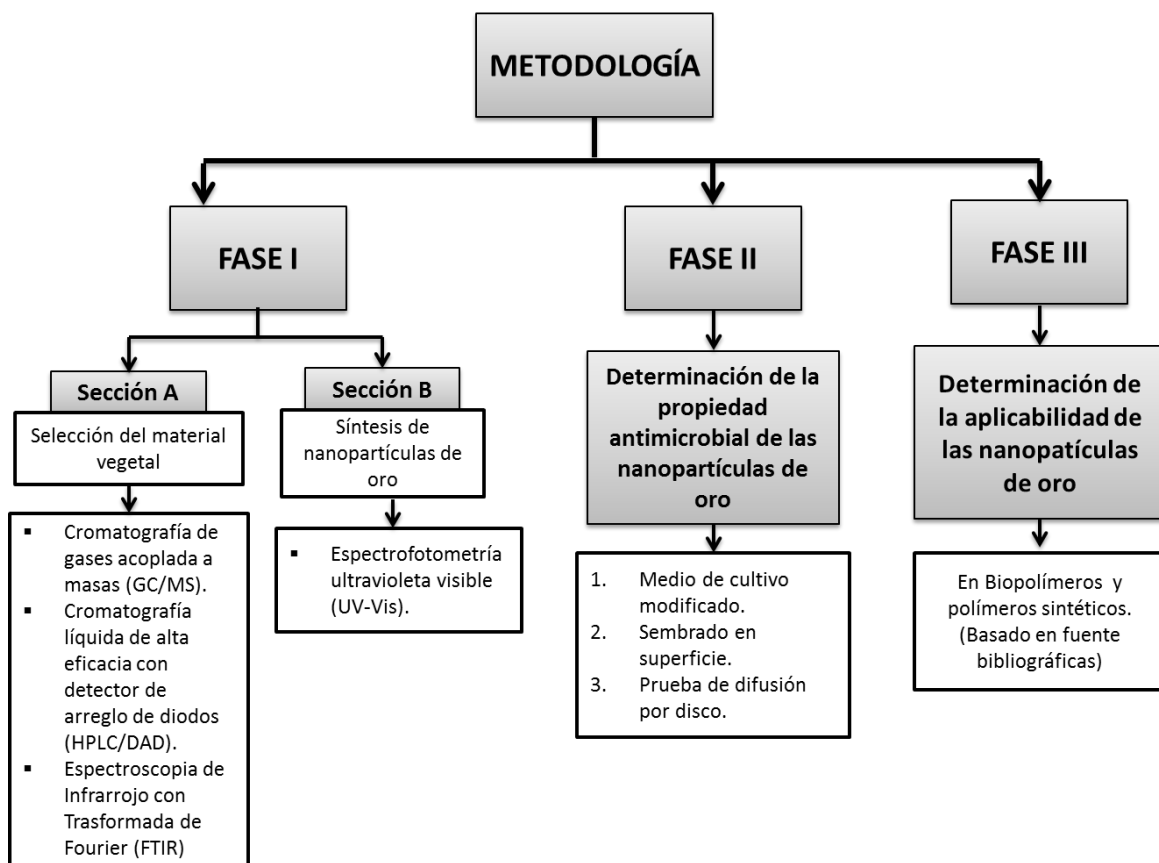 METODOLOGÍA
FASE I
FASE II
FASE III
Sección A
Selección del material
vegetal
▪ Cromatografía de
gases acoplada a
masas (GC/MS).
▪ Cromatografía
líquida de alta
eficacia con
detector de
arreglo de diodos
(HPLC/DAD).
▪ Espectroscopia de
Infrarrojo con
Trasformada de
Fourier (FTIR)
Sección B
Síntesis de
nanopartículas de
oro
▪ Espectrofotometría
ultravioleta visible
(UV-Vis).
Determinación de la
propiedad
antimicrobial de las
nanopartículas de
oro
1. Medio de cultivo
modificado.
2. Sembrado en
superficie.
3. Prueba de difusión
por disco.
Determinación de
la aplicabilidad de
las nanopatículas
de oro
En Biopolímeros y
polímeros sintéticos.
(Basado en fuente
bibliográficas)